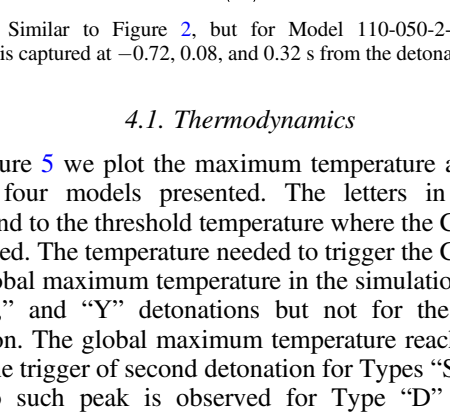 Similar to Figure 2, but for Model 110-050-2-
is captured at −0.72, 0.08, and 0.32 s from the detona
4.1. Thermodynamics
ure 5 we plot the maximum temperature a
four models presented. The letters in
nd to the threshold temperature where the C
ed. The temperature needed to trigger the C
obal maximum temperature in the simulatio
,” and “Y” detonations but not for the
on. The global maximum temperature reach
e trigger of second detonation for Types “S
o such peak is observed for Type “D”